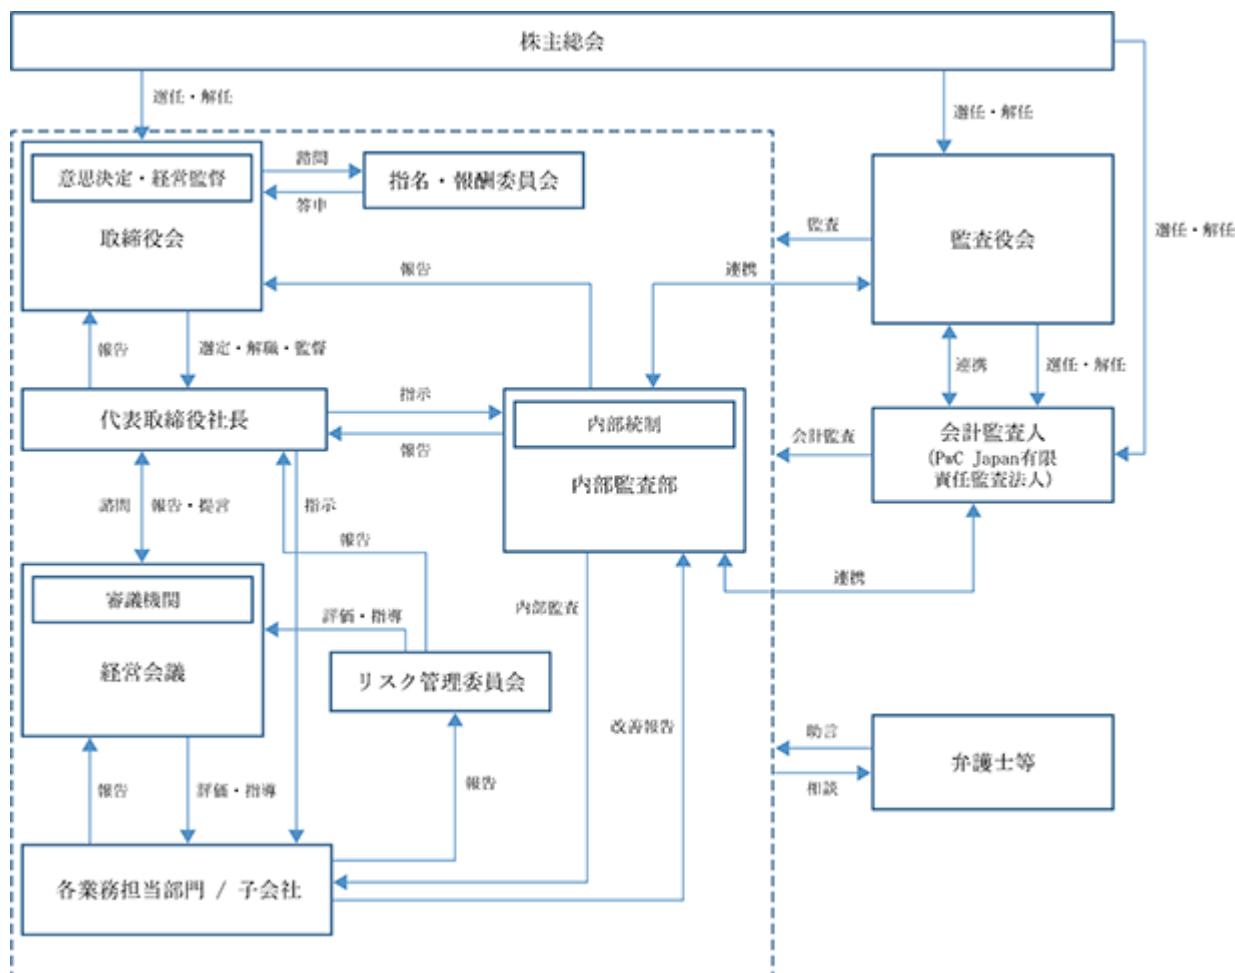 株主総会
選任・解任
選任・解任
選任・解任
意思決定・経営監督
取締役会
諮問
答申
指名・報酬委員会
監査
監査役会
報告
連携
報告
選定・解職・監督
連携
選任・解任
代表取締役社長
指示
報告
内部統制
内部監査部
会計監査
会計監査人
(PwC Japan有限
責任監査法人)
諮問
報告・提言
指示
報告
連携
審議機関
経営会議
評価・指導
内部監査
リスク管理委員会
改善報告
助言
相談
弁護士等
報告
評価・指導
報告
各業務担当部門 / 子会社